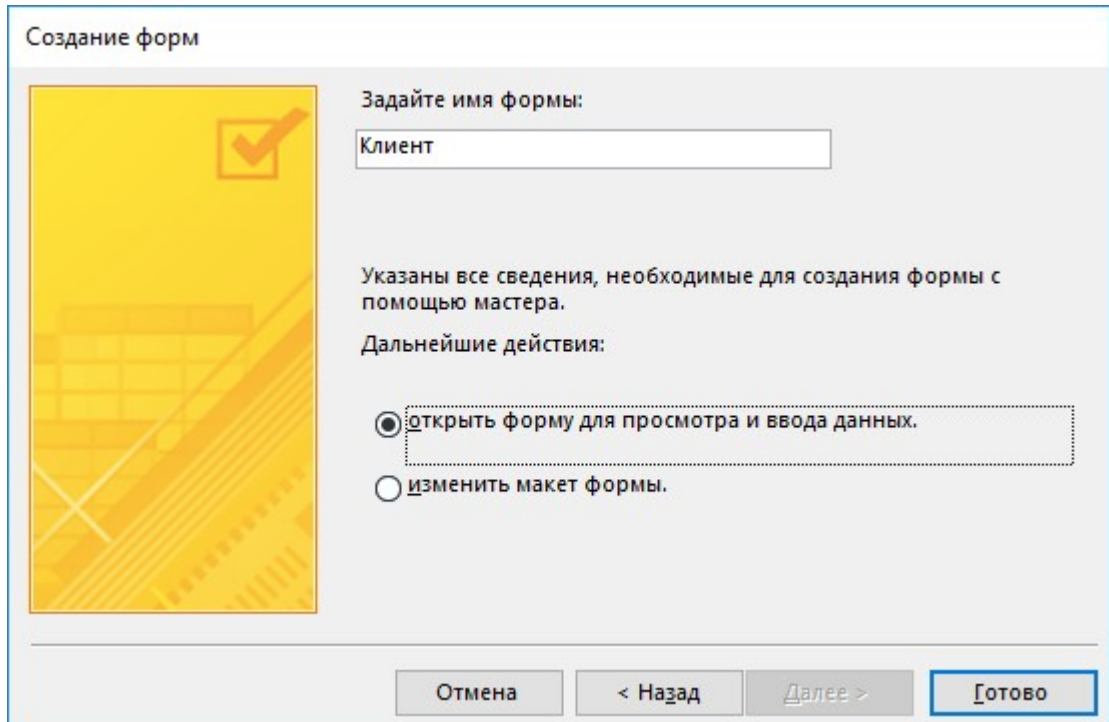 Создание форм
Задайте имя формы:
Клиент
Указаны все сведения, необходимые для создания формы с
помощью мастера.
Дальнейшие действия:
открыть форму для просмотра и ввода данных.
изменить макет формы.
Отмена
< Назад
Далее >
Готово